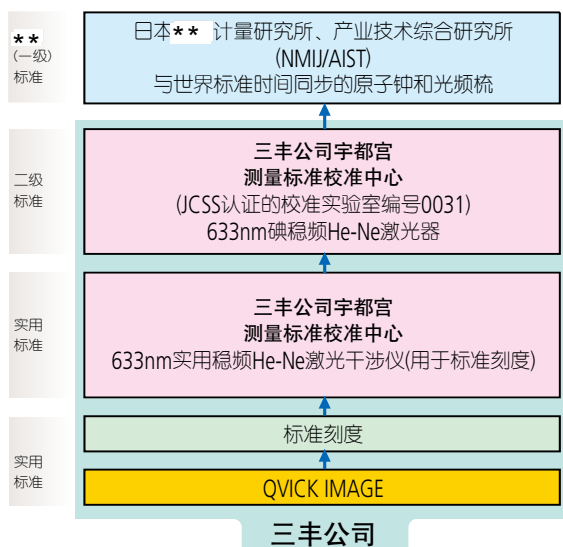 **
(一级)
标准
日本** 计量研究所、产业技术综合研究所
(NMIJ/AIST)
与世界标准时间同步的原子钟和光频梳
二级
标准
三丰公司宇都宫
测量标准校准中心
(JCSS认证的校准实验室编号0031)
633nm碘稳频He-Ne激光器
实用
标准
三丰公司宇都宫
测量标准校准中心
633nm实用稳频He-Ne激光干涉仪(用于标准刻度)
实用
标准
标准刻度
QVICK IMAGE
三丰公司